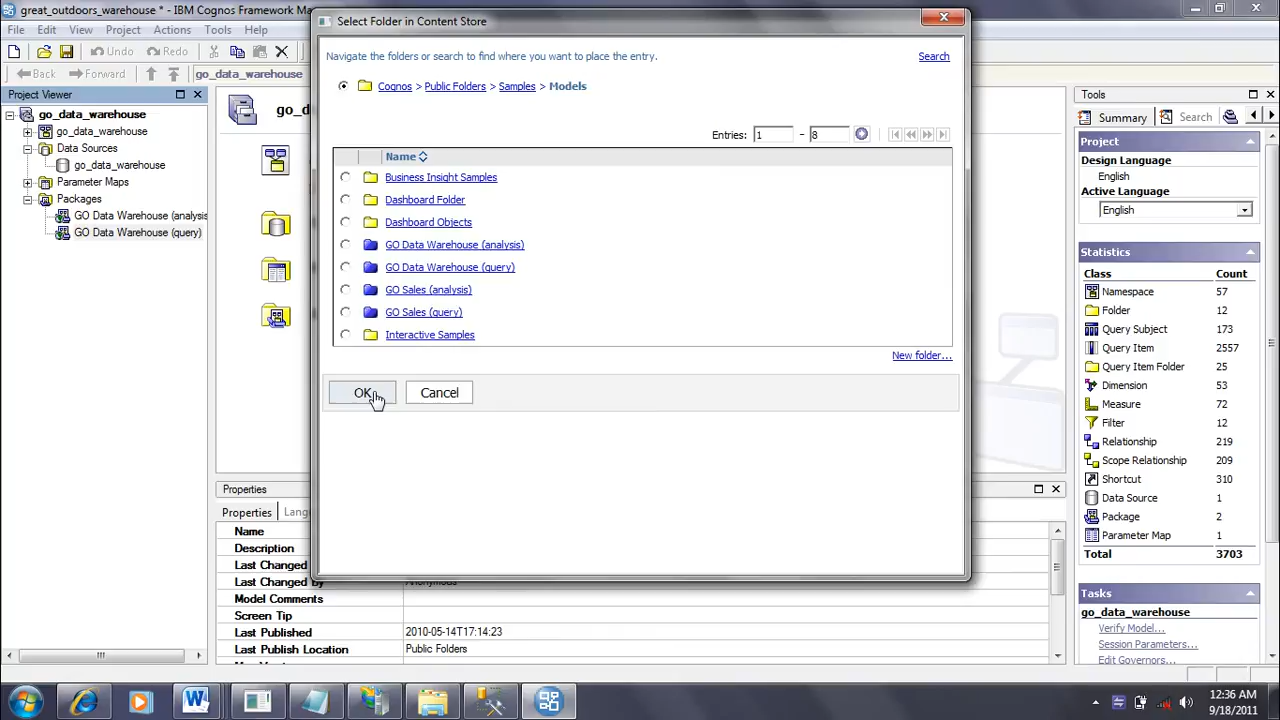 great_outdoors_warehouse * - IBM Cognos Framework Ma
File Edit View Project Actions Tools Help
Undo Redo
Back Forward go_data_warehouse
Project Viewer
go_data_warehouse
go_data_warehouse
Data Sources
go_data_warehouse
Parameter Maps
Packages
GO Data Warehouse (analysis
GO Data Warehouse (query)
go_d
Select Folder in Content Store
Navigate the folders or search to find where you want to place the entry.
Search
Cognos > Public Folders > Samples > Models
Entries: 1 - 8
Name
Business Insight Samples
Dashboard Folder
Dashboard Objects
GO Data Warehouse (analysis)
GO Data Warehouse (query)
GO Sales (analysis)
GO Sales (query)
Interactive Samples
New folder...
OK Cancel
Properties
Properties Lang
Name
Description
Last Changed
Last Changed By Anonymous
Model Comments
Screen Tip
Last Published 2010-05-14T17:14:23
Last Publish Location Public Folders
Tools
Summary Search
Project
Design Language
English
Active Language
English
Statistics
Class Count
Namespace 57
Folder 12
Query Subject 173
Query Item 2557
Query Item Folder 25
Dimension 53
Measure 72
Filter 12
Relationship 219
Scope Relationship 209
Shortcut 310
Data Source 1
Package 2
Parameter Map 1
Total 3703
Tasks
go_data_warehouse
Verify Model...
Session Parameters...
Edit Governors...
12:36 AM
9/18/2011